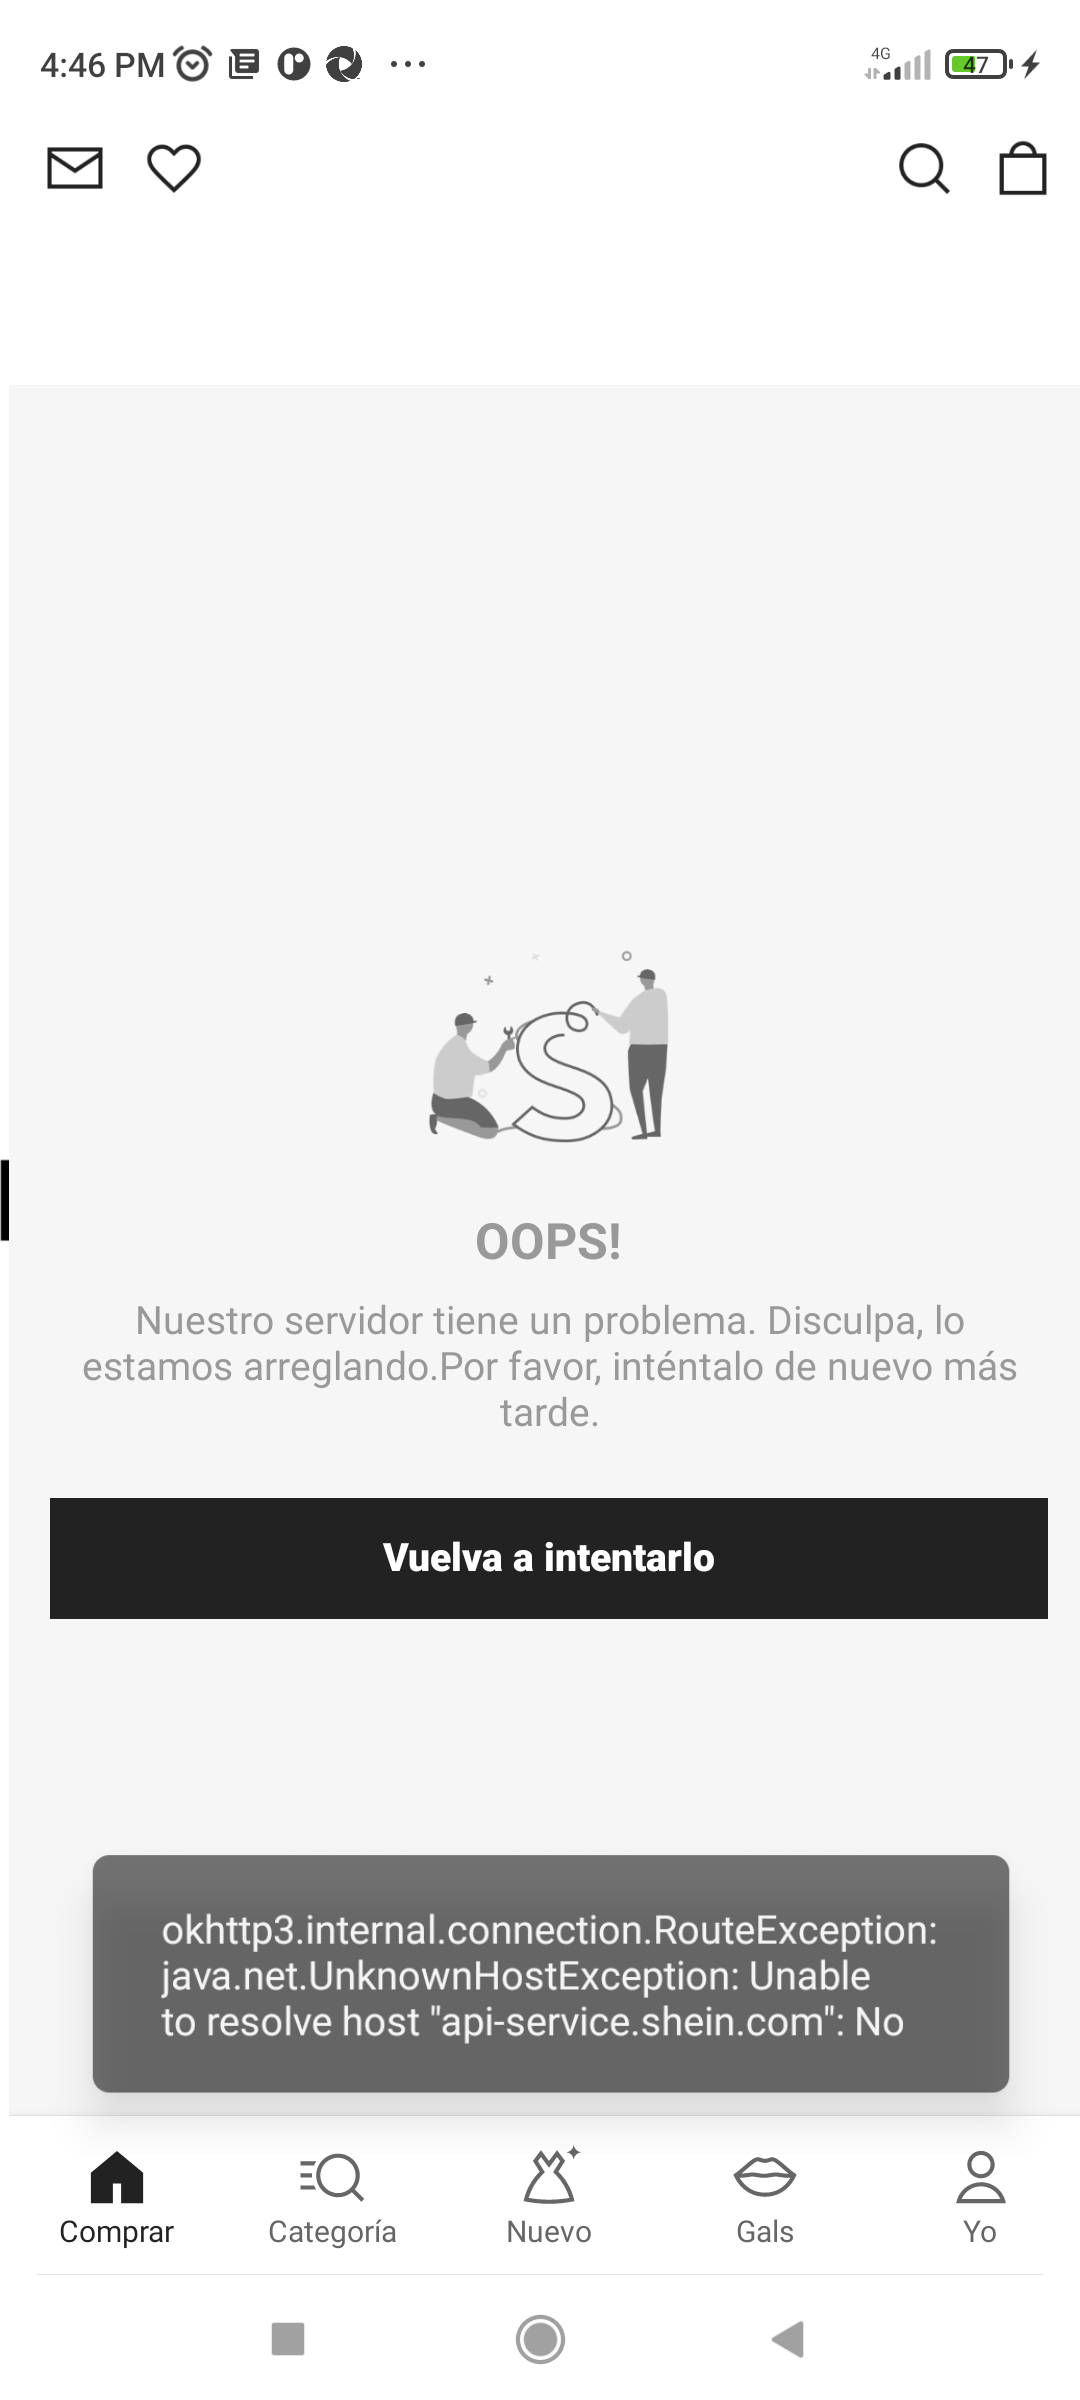 4:46 PM
4G
47
OOPS!
Nuestro servidor tiene un problema. Disculpa, lo
estamos arreglando.Por favor, inténtalo de nuevo más
tarde.
Vuelva a intentarlo
okhttp3.internal.connection.RouteException:
java.net.UnknownHostException: Unable
to resolve host "api-service.shein.com": No
Comprar
Categoría
Nuevo
Gals
Yo